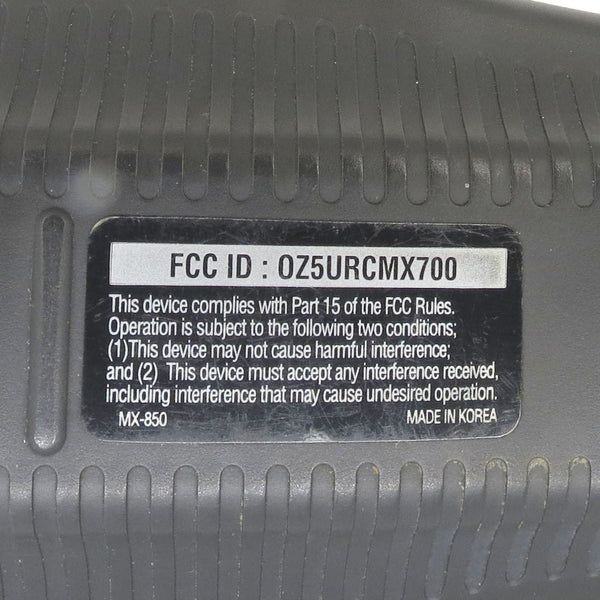 FCC ID : OZ5URCMX700
This device complies with Part 15 of the FCC Rules.
Operation is subject to the following two conditions;
(1)This device may not cause harmful interference;
and (2) This device must accept any interference received,
including interference that may cause undesired operation.
MX-850 MADE IN KOREA